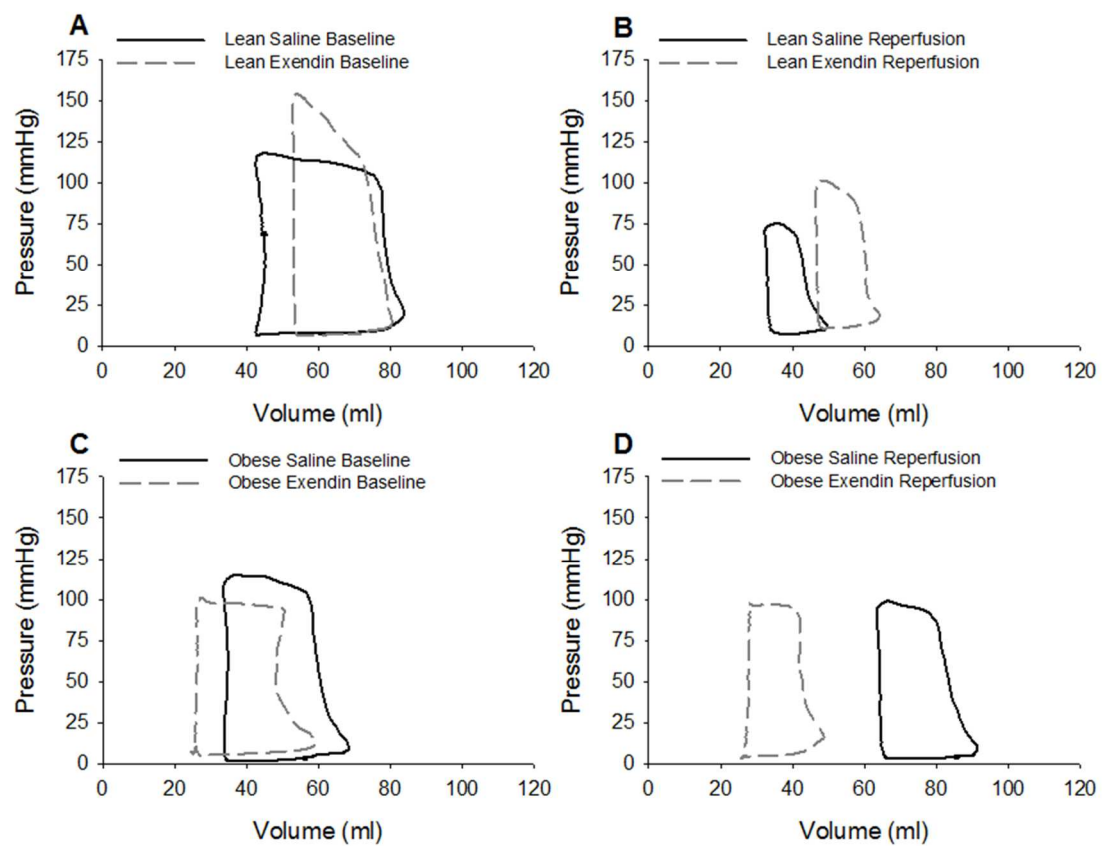 A
Lean Saline Baseline
Lean Exendin Baseline
175
150
125
100
75
50
25
0
Pressure (mmHg)
0 20 40 60 80 100 120
Volume (ml)
B
Lean Saline Reperfusion
Lean Exendin Reperfusion
175
150
125
100
75
50
25
0
Pressure (mmHg)
0 20 40 60 80 100 120
Volume (ml)
C
Obese Saline Baseline
Obese Exendin Baseline
175
150
125
100
75
50
25
0
Pressure (mmHg)
0 20 40 60 80 100 120
Volume (ml)
D
Obese Saline Reperfusion
Obese Exendin Reperfusion
175
150
125
100
75
50
25
0
Pressure (mmHg)
0 20 40 60 80 100 120
Volume (ml)